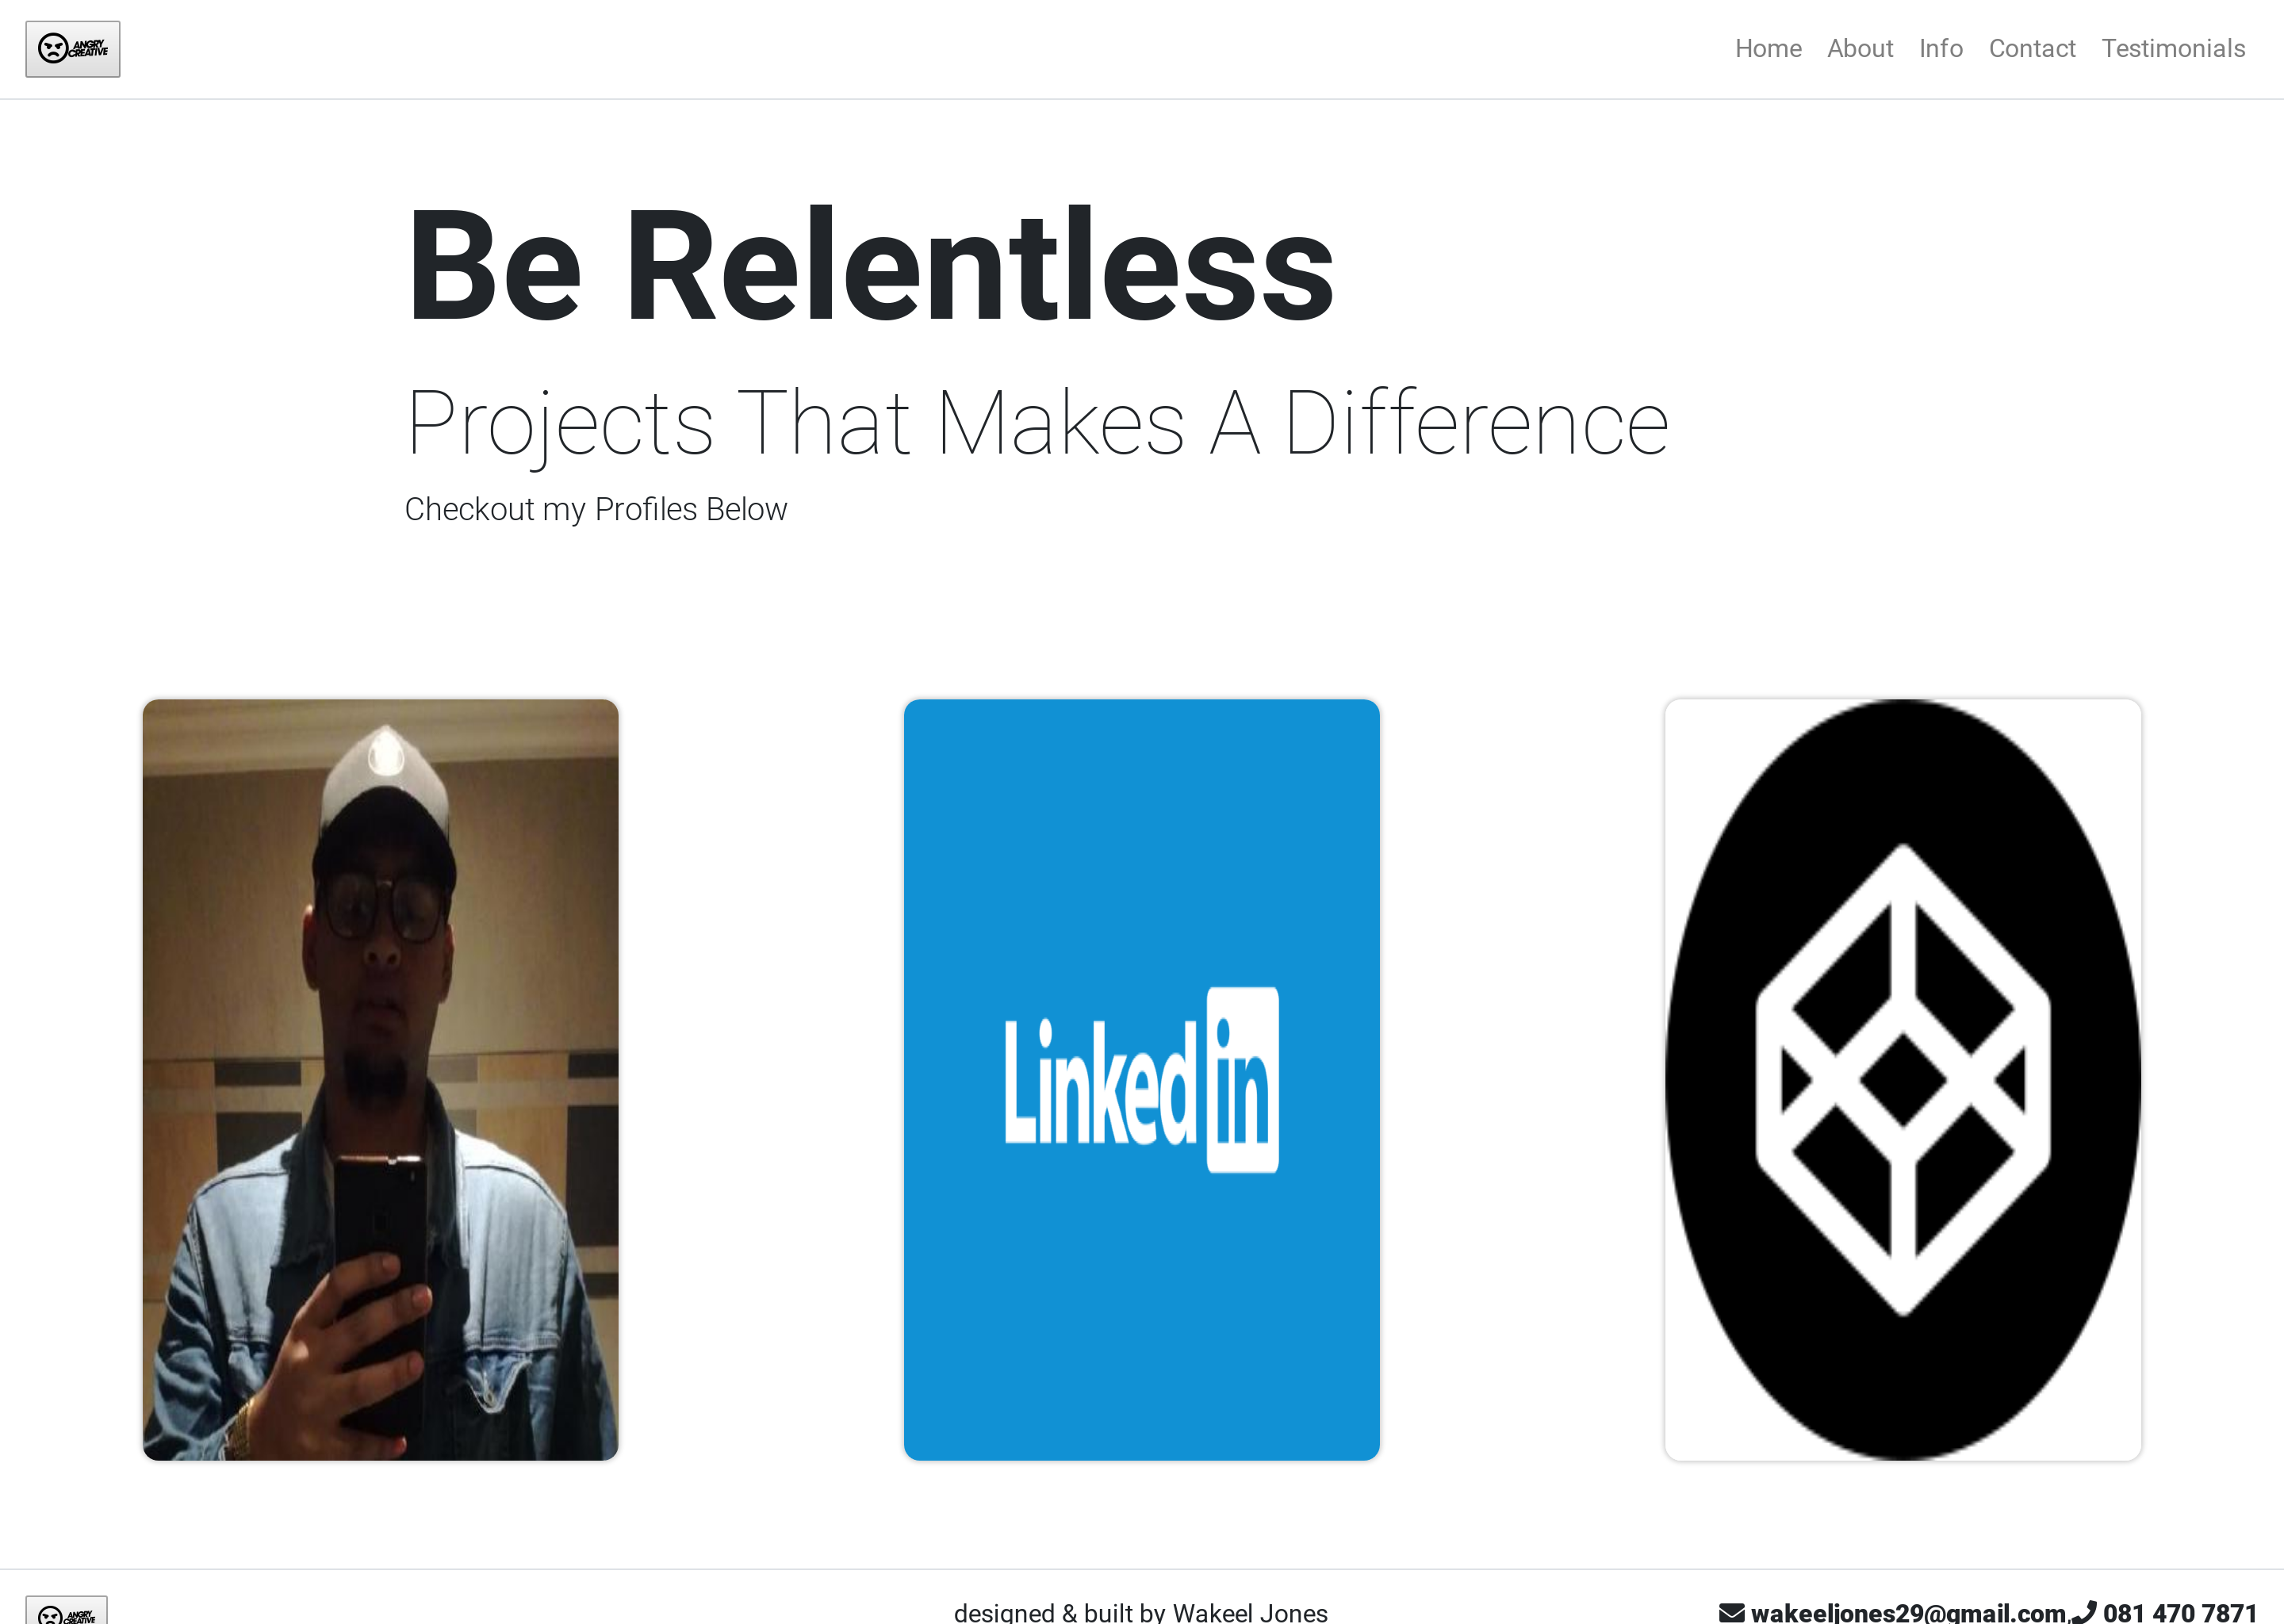 ANGRY
CREATIVE
Home About Info Contact Testimonials
Be Relentless
Projects That Makes A Difference
Checkout my Profiles Below
Linked in
ANGRY
CREATIVE
designed & built by Wakeel Jones
wakeeljones29@gmail.com, 081 470 7871